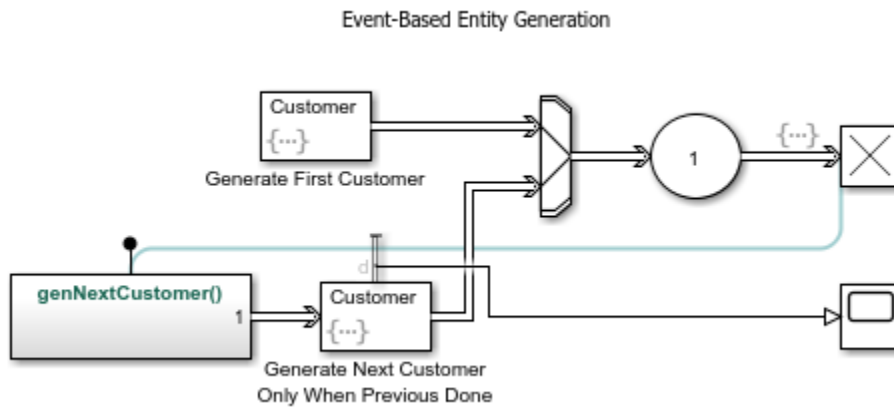 Event-Based Entity Generation
Customer
{...}
Generate First Customer
1
{...}
genNextCustomer()
1
d
Customer
{...}
Generate Next Customer
Only When Previous Done